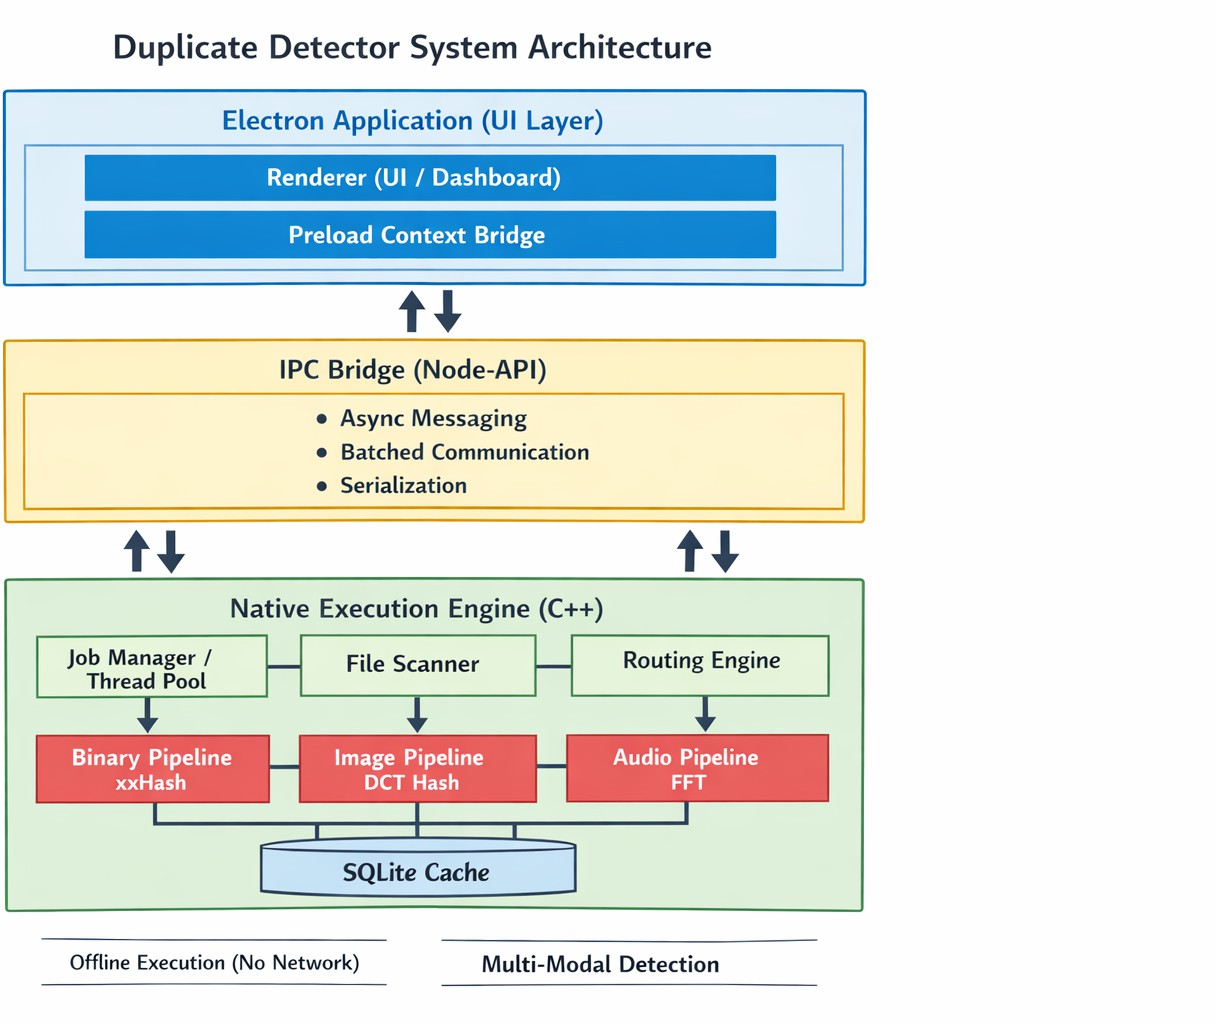 Duplicate Detector System Architecture
Electron Application (UI Layer)
Renderer (UI / Dashboard)
Preload Context Bridge
IPC Bridge (Node-API)
• Async Messaging
• Batched Communication
• Serialization
Native Execution Engine (C++)
Job Manager /
Thread Pool
File Scanner
Routing Engine
Binary Pipeline
xxHash
Image Pipeline
DCT Hash
Audio Pipeline
FFT
SQLite Cache
Offline Execution (No Network)
Multi-Modal Detection